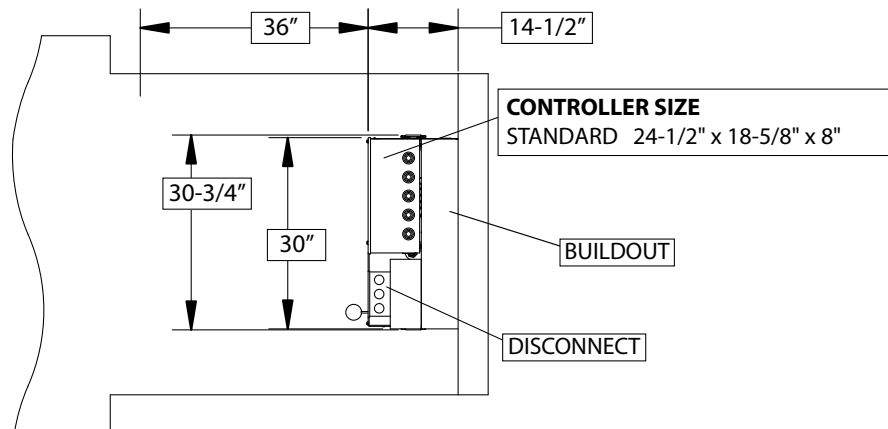 36”
14-1/2”
CONTROLLER SIZE
STANDARD 24-1/2" x 18-5/8" x 8"
30-3/4”
30”
BUILDOUT
DISCONNECT